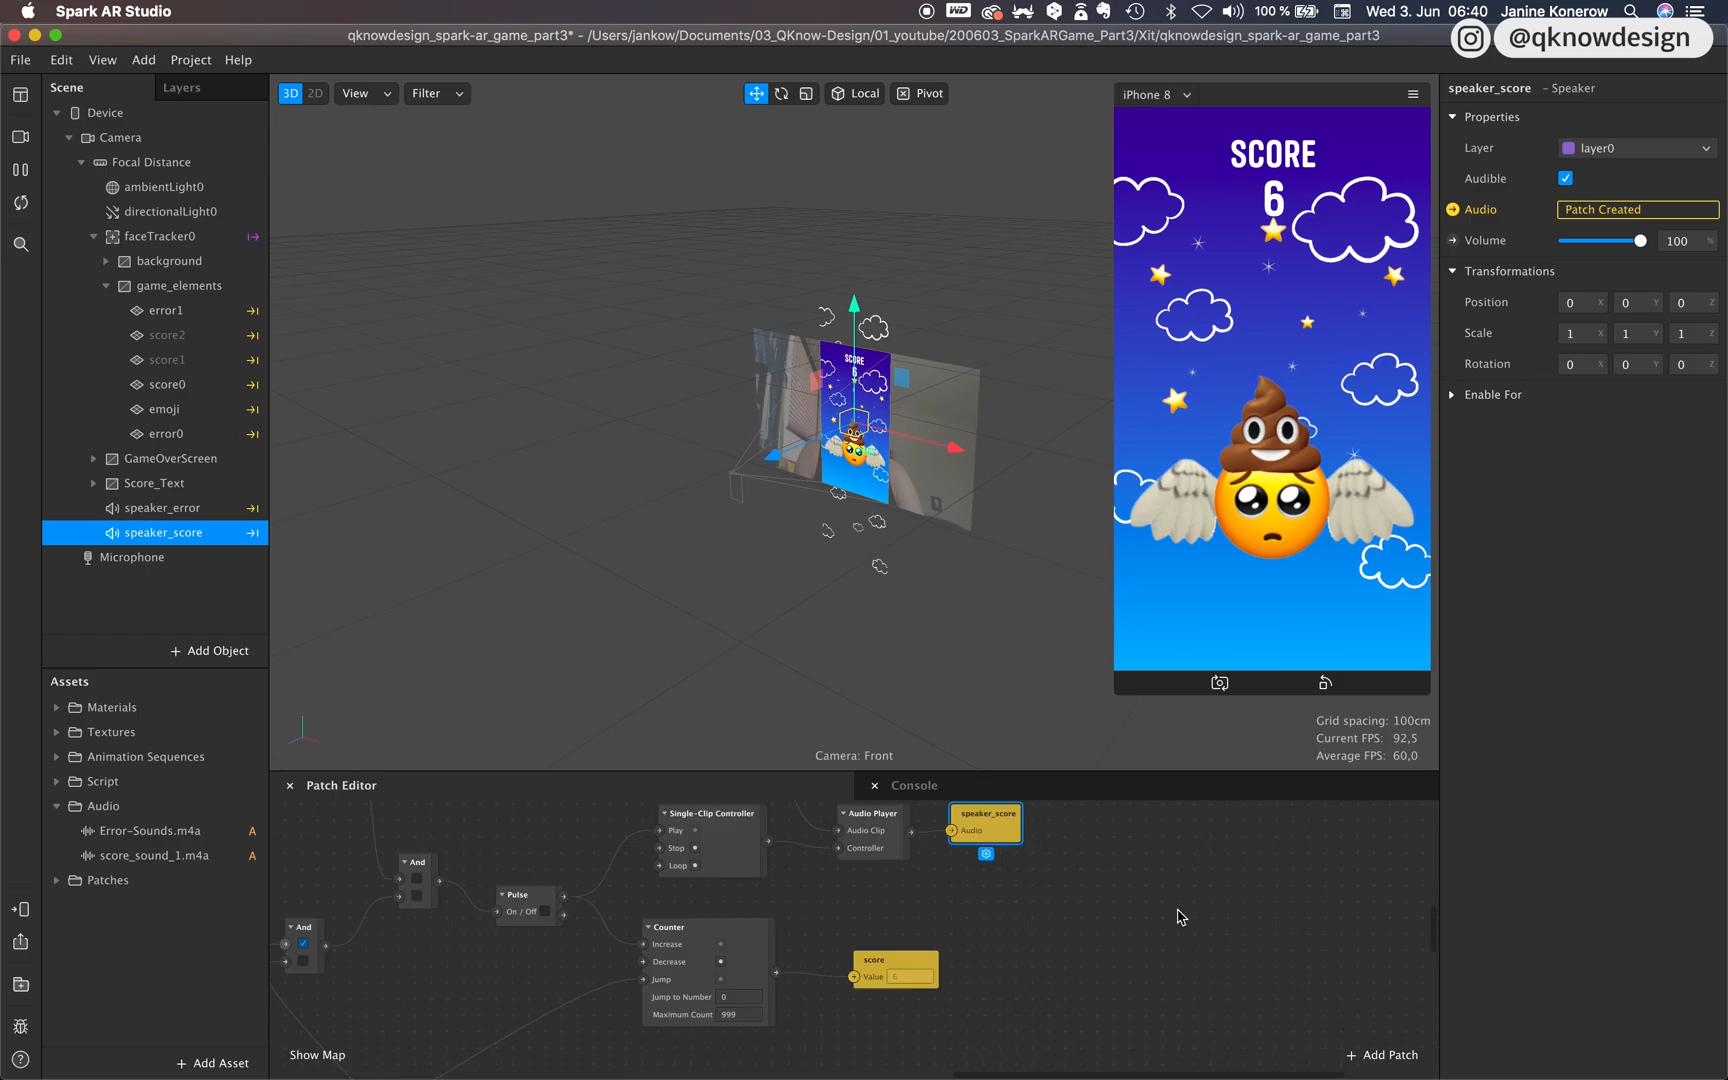 Spark AR Studio
WD
100 %
Wed 3. Jun 06:40
Janine Konerow
qknowdesign_spark-ar_game_part3* - /Users/jankow/Documents/03_QKnow-Design/01_youtube/200603_SparkARGame_Part3/Xit/qknowdesign_spark-ar_game_part3
@qknowdesign
File Edit View Add Project Help
Scene
Layers
Device
Camera
Focal Distance
ambientLight0
directionalLight0
faceTracker0
background
game_elements
error1
score2
score1
score0
emoji
error0
GameOverScreen
Score_Text
speaker_error
speaker_score
Microphone
+ Add Object
Assets
Materials
Textures
Animation Sequences
Script
Audio
Error-Sounds.m4a A
score_sound_1.m4a A
Patches
+ Add Asset
3D 2D
View
Filter
Local
Pivot
SCORE
6
Camera: Front
iPhone 8
SCORE
6
Grid spacing: 100cm
Current FPS: 92,5
Average FPS: 60,0
speaker_score - Speaker
Properties
Layer layer0
Audible
Audio Patch Created
Volume 100 %
Transformations
Position 0 X 0 Y 0 Z
Scale 1 X 1 Y 1 Z
Rotation 0 X 0 Y 0 Z
Enable For
× Patch Editor
× Console
And
And
Pulse
On / Off
Single-Clip Controller
Play
Stop
Loop
Audio Player
Audio Clip
Controller
speaker_score
Audio
Counter
Increase
Decrease
Jump
Jump to Number 0
Maximum Count 999
score
Value 6
Show Map
+ Add Patch